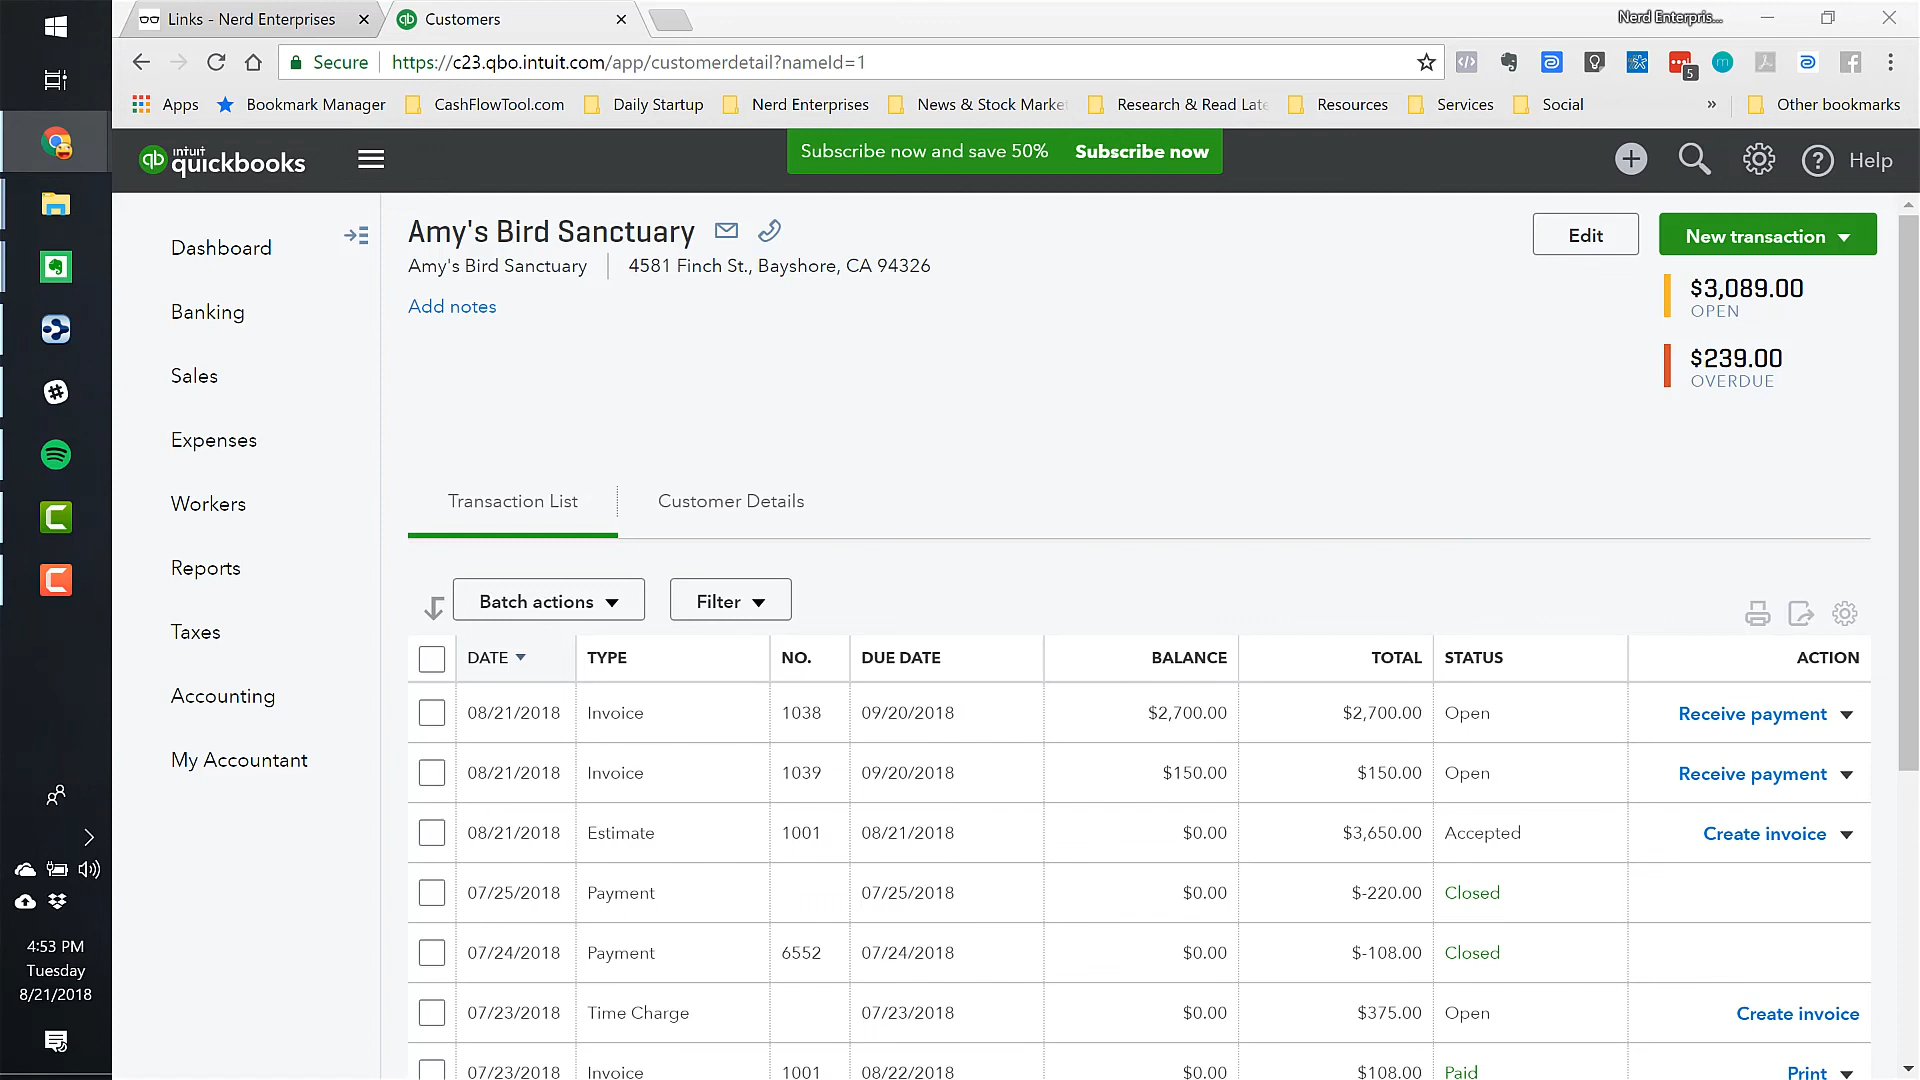 Links - Nerd Enterprises
Customers
Nerd Enterpris...
Secure
https://c23.qbo.intuit.com/app/customerdetail?nameId=1
5
Apps
Bookmark Manager
CashFlowTool.com
Daily Startup
Nerd Enterprises
News & Stock Market
Research & Read Late
Resources
Services
Social
»
Other bookmarks
intuit
quickbooks
Subscribe now and save 50% Subscribe now
Help
Dashboard
Banking
Sales
Expenses
Workers
Reports
Taxes
Accounting
My Accountant
Amy's Bird Sanctuary
Amy's Bird Sanctuary 4581 Finch St., Bayshore, CA 94326
Add notes
Edit
New transaction
$3,089.00
OPEN
$239.00
OVERDUE
Transaction List
Customer Details
Batch actions
Filter
DATE TYPE NO. DUE DATE BALANCE TOTAL STATUS ACTION
08/21/2018 Invoice 1038 09/20/2018 $2,700.00 $2,700.00 Open Receive payment
08/21/2018 Invoice 1039 09/20/2018 $150.00 $150.00 Open Receive payment
08/21/2018 Estimate 1001 08/21/2018 $0.00 $3,650.00 Accepted Create invoice
07/25/2018 Payment 07/25/2018 $0.00 $-220.00 Closed
07/24/2018 Payment 6552 07/24/2018 $0.00 $-108.00 Closed
07/23/2018 Time Charge 07/23/2018 $0.00 $375.00 Open Create invoice
07/23/2018 Invoice 1001 08/22/2018 $0.00 $108.00 Paid Print
4:53 PM
Tuesday
8/21/2018